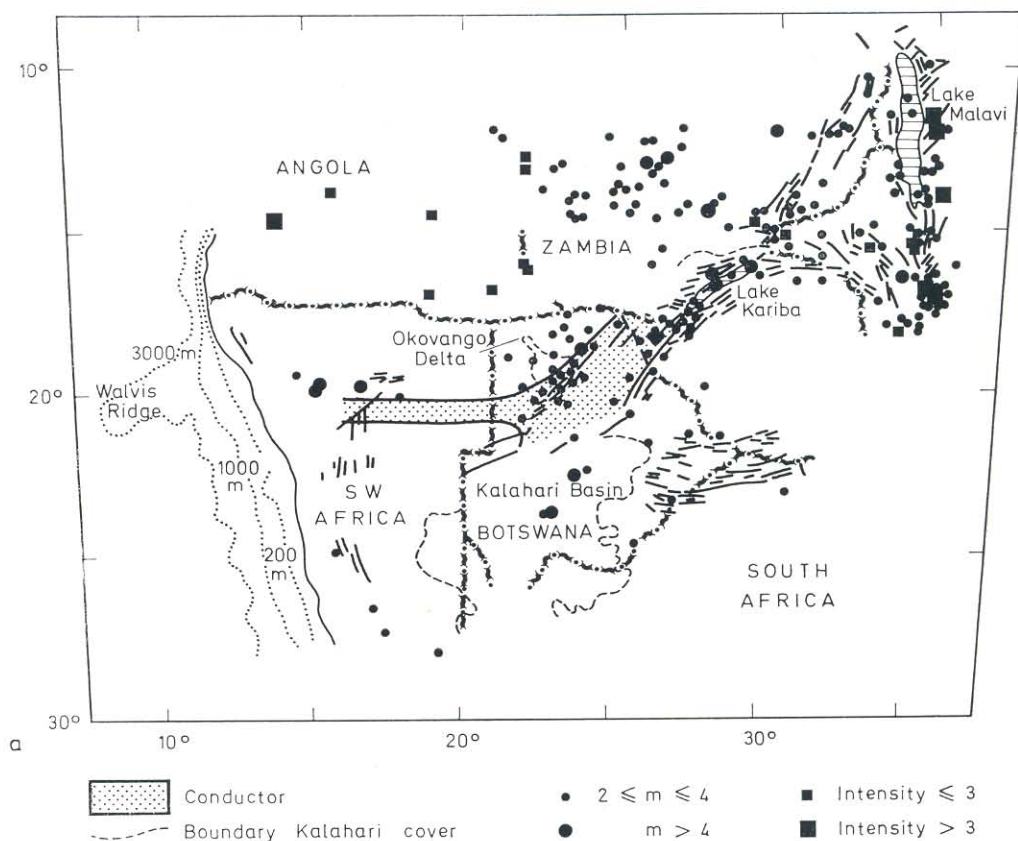 10°
Lake
Malavi
ANGOLA
ZAMBIA
Lake
Kariba
Okovango
Delta
3000 m
Walvis
Ridge
20°
1000
m
S W
AFRICA
Kalahari Basin
BOTSWANA
200
m
SOUTH
AFRICA
30°
a
10°
20°
30°
Conductor
2 ≤ m ≤ 4
Intensity ≤ 3
Boundary Kalahari cover
m > 4
Intensity > 3